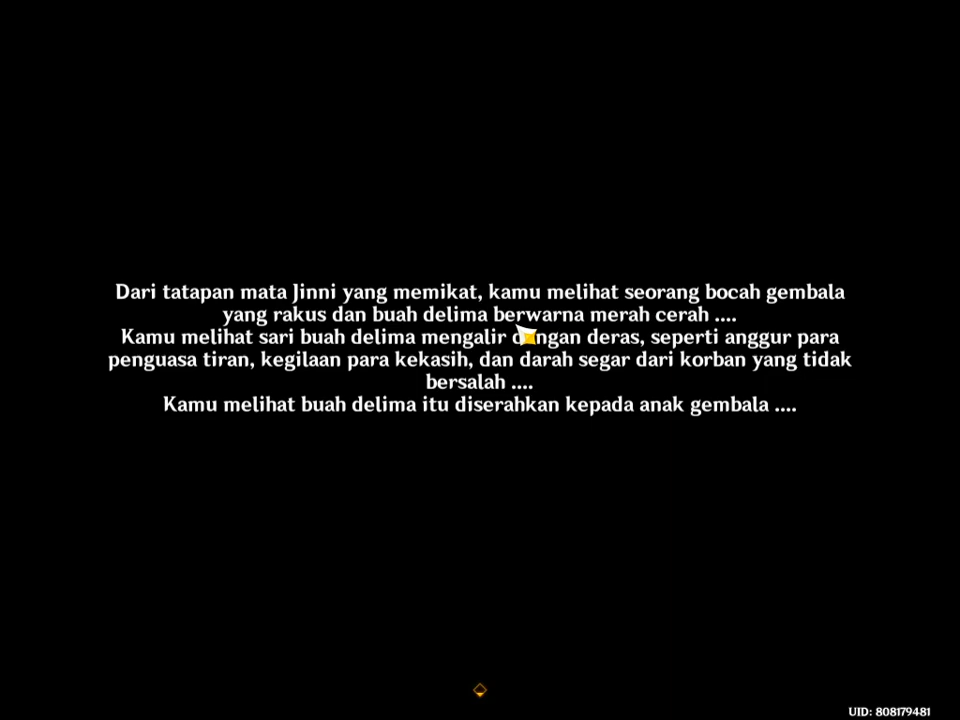 Dari tatapan mata Jinni yang memikat, kamu melihat seorang bocah gembala
yang rakus dan buah delima berwarna merah cerah ....
Kamu melihat sari buah delima mengalir dengan deras, seperti anggur para
penguasa tiran, kegilaan para kekasih, dan darah segar dari korban yang tidak
bersalah ....
Kamu melihat buah delima itu diserahkan kepada anak gembala ....
UID: 808179481